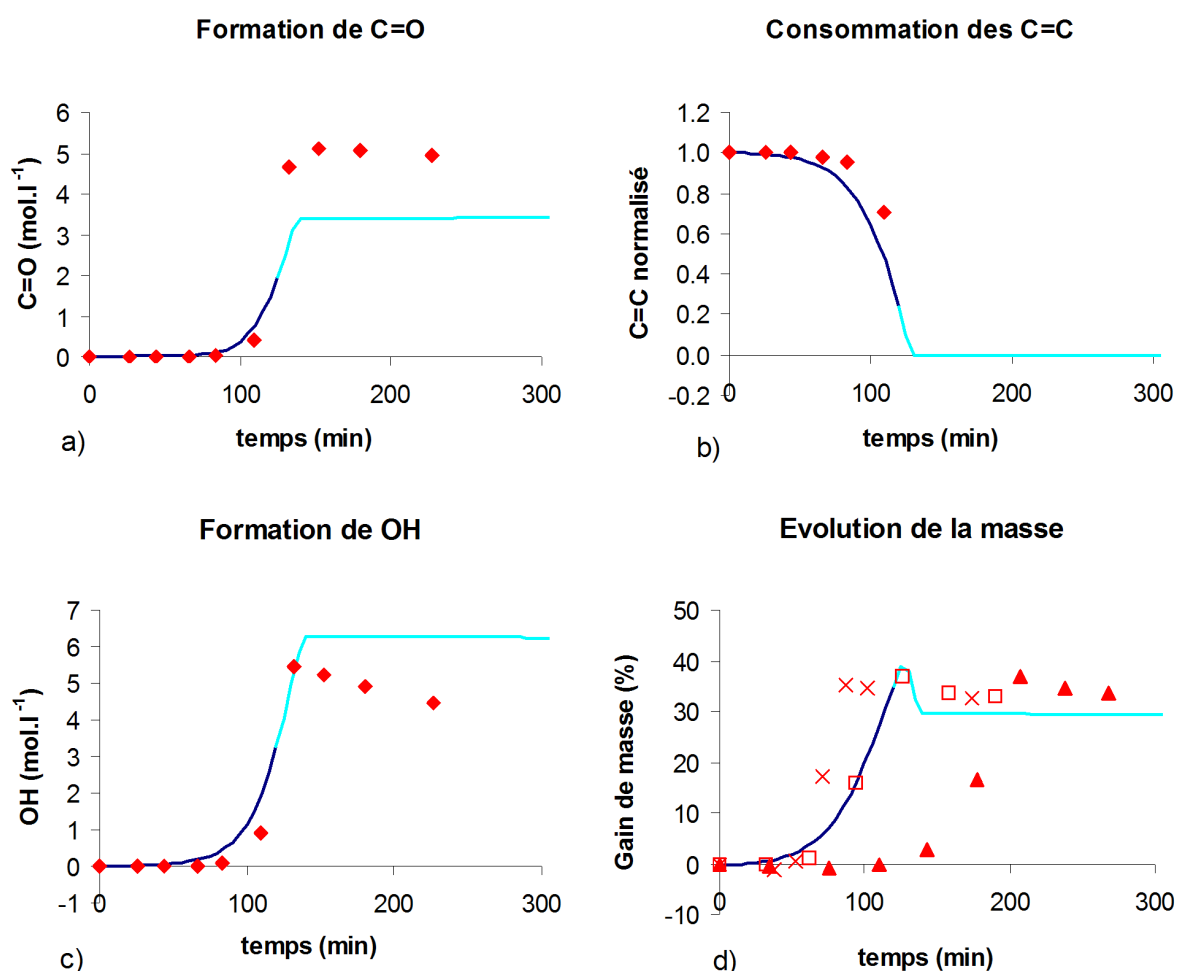 Formation de C=O
6
5
4
3
2
1
0
0 100 200 300
C=O (mol.l⁻¹)
temps (min)
a)
Consommation des C=C
1.2
1.0
0.8
0.6
0.4
0.2
0.0
-0.2
0 100 200 300
C=C normalisé
temps (min)
b)
Formation de OH
7
6
5
4
3
2
1
0
-1
0 100 200 300
OH (mol.l⁻¹)
temps (min)
c)
Evolution de la masse
50
40
30
20
10
0
-10
0 100 200 300
Gain de masse (%)
temps (min)
d)